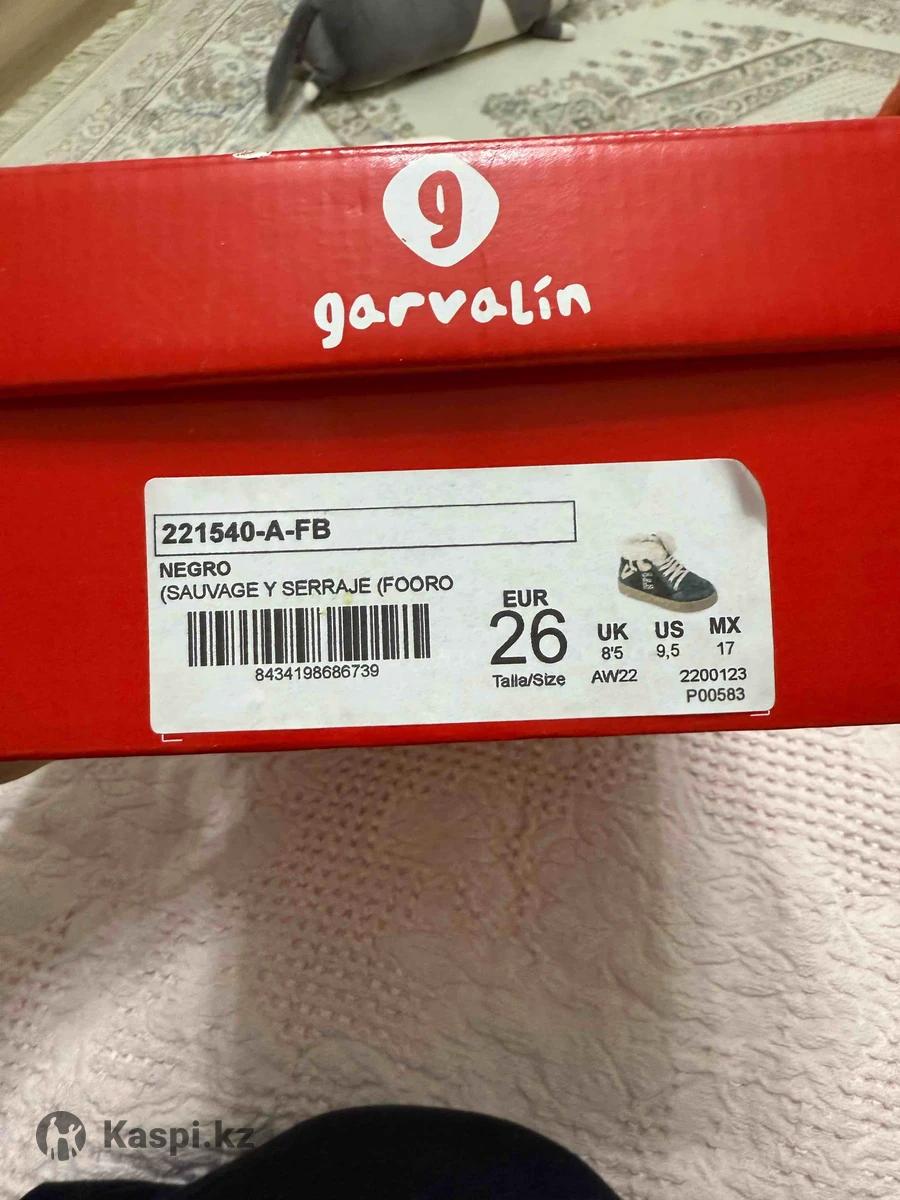 9
garvalín
221540-A-FB
NEGRO
(SAUVAGE Y SERRAJE (FOORO
8434198686739
EUR
26
Talla/Size
UK US MX
8'5 9,5 17
AW22 2200123
P00583
Kaspi.kz